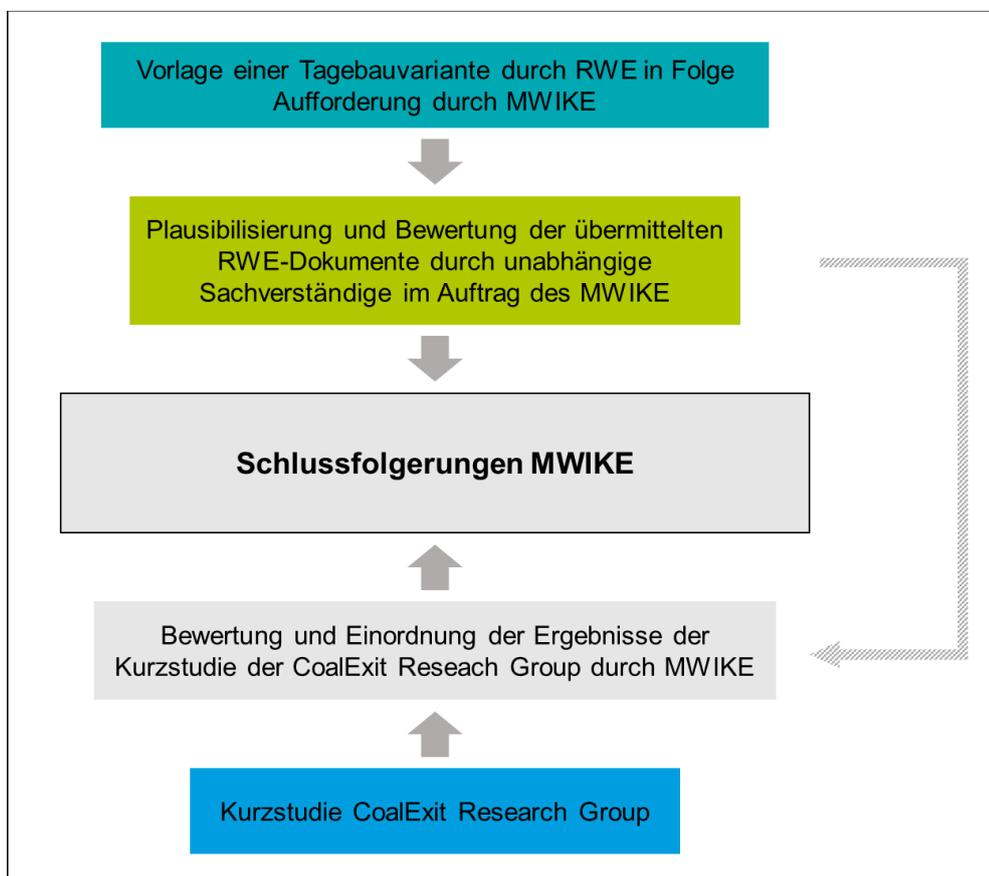 Vorlage einer Tagebauvariante durch RWE in Folge
Aufforderung durch MWIKE
Plausibilisierung und Bewertung der übermittelten
RWE-Dokumente durch unabhängige
Sachverständige im Auftrag des MWIKE
Schlussfolgerungen MWIKE
Bewertung und Einordnung der Ergebnisse der
Kurzstudie der CoalExit Reseach Group durch MWIKE
Kurzstudie CoalExit Research Group